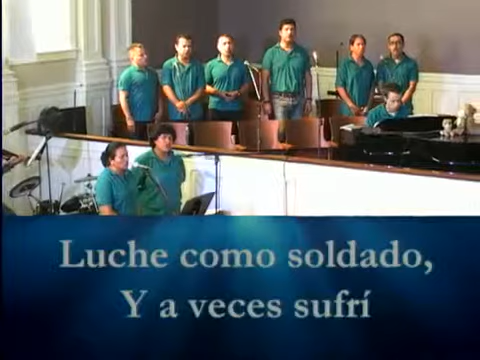 Luche como soldado,
Y a veces sufrí